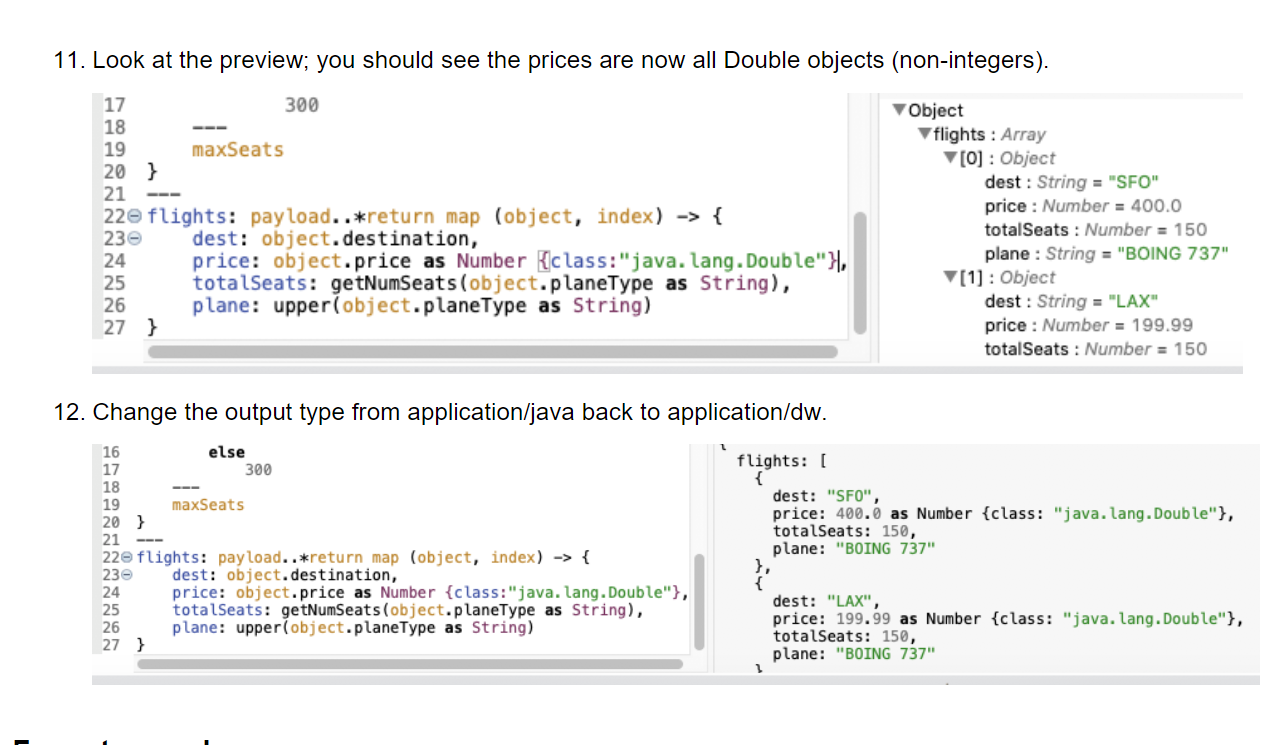 11. Look at the preview; you should see the prices are now all Double objects (non-integers).
17 300
18 ---
19 maxSeats
20 }
21 ---
22 flights: payload..*return map (object, index) -> {
23 dest: object.destination,
24 price: object.price as Number {class:"java.lang.Double"},
25 totalSeats: getNumSeats(object.planeType as String),
26 plane: upper(object.planeType as String)
27 }
▼Object
▼flights : Array
▼[0] : Object
dest : String = "SFO"
price : Number = 400.0
totalSeats : Number = 150
plane : String = "BOING 737"
▼[1] : Object
dest : String = "LAX"
price : Number = 199.99
totalSeats : Number = 150
12. Change the output type from application/java back to application/dw.
16 else
17 300
18 ---
19 maxSeats
20 }
21 ---
22 flights: payload..*return map (object, index) -> {
23 dest: object.destination,
24 price: object.price as Number {class:"java.lang.Double"},
25 totalSeats: getNumSeats(object.planeType as String),
26 plane: upper(object.planeType as String)
27 }
flights: [
{
dest: "SFO",
price: 400.0 as Number {class: "java.lang.Double"},
totalSeats: 150,
plane: "BOING 737"
},
{
dest: "LAX",
price: 199.99 as Number {class: "java.lang.Double"},
totalSeats: 150,
plane: "BOING 737"
}